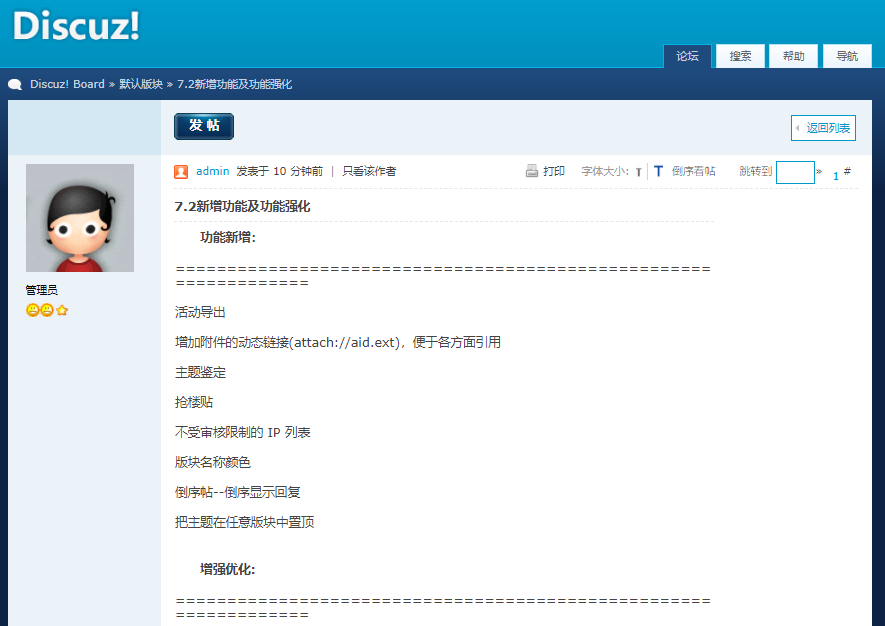 Discuz!
论坛 搜索 帮助 导航
Discuz! Board » 默认版块 » 7.2新增功能及功能强化
发 帖 返回列表
admin 发表于 10 分钟前 | 只看该作者 打印 字体大小: T | T 倒序看帖 跳转到 » 1 #
7.2新增功能及功能强化
功能新增:
====================================================
=============
管理员
活动导出
增加附件的动态链接(attach://aid.ext)，便于各方面引用
主题鉴定
抢楼贴
不受审核限制的 IP 列表
版块名称颜色
倒序帖--倒序显示回复
把主题在任意版块中置顶
增强优化:
====================================================
=============